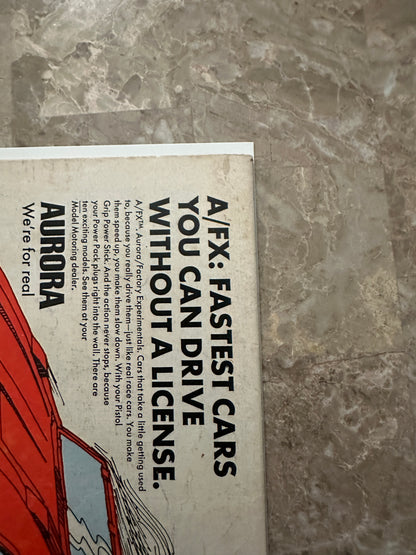 A/FX: FASTEST CARS
YOU CAN DRIVE
WITHOUT A LICENSE.
A/FX™, Aurora/Factory Experimentals. Cars that take a little getting used
to, because you really drive them—just like real race cars. You make
them speed up, you make them slow down. With your Pistol
Grip Power Stick. And the action never stops, because
your Power Pack plugs right into the wall. There are
ten exciting models. See them at your
Model Motoring dealer.
AURORA
We're for real